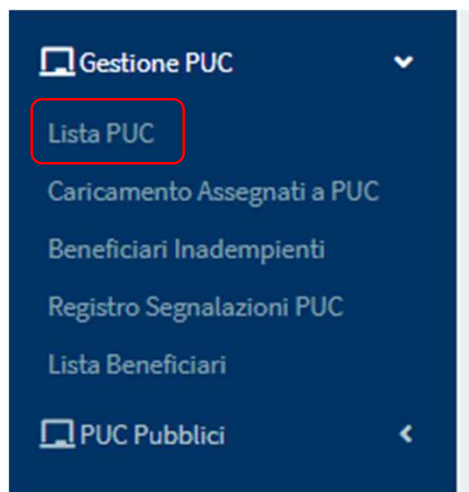 Gestione PUC
Lista PUC
Caricamento Assegnati a PUC
Beneficiari Inadempienti
Registro Segnalazioni PUC
Lista Beneficiari
PUC Pubblici